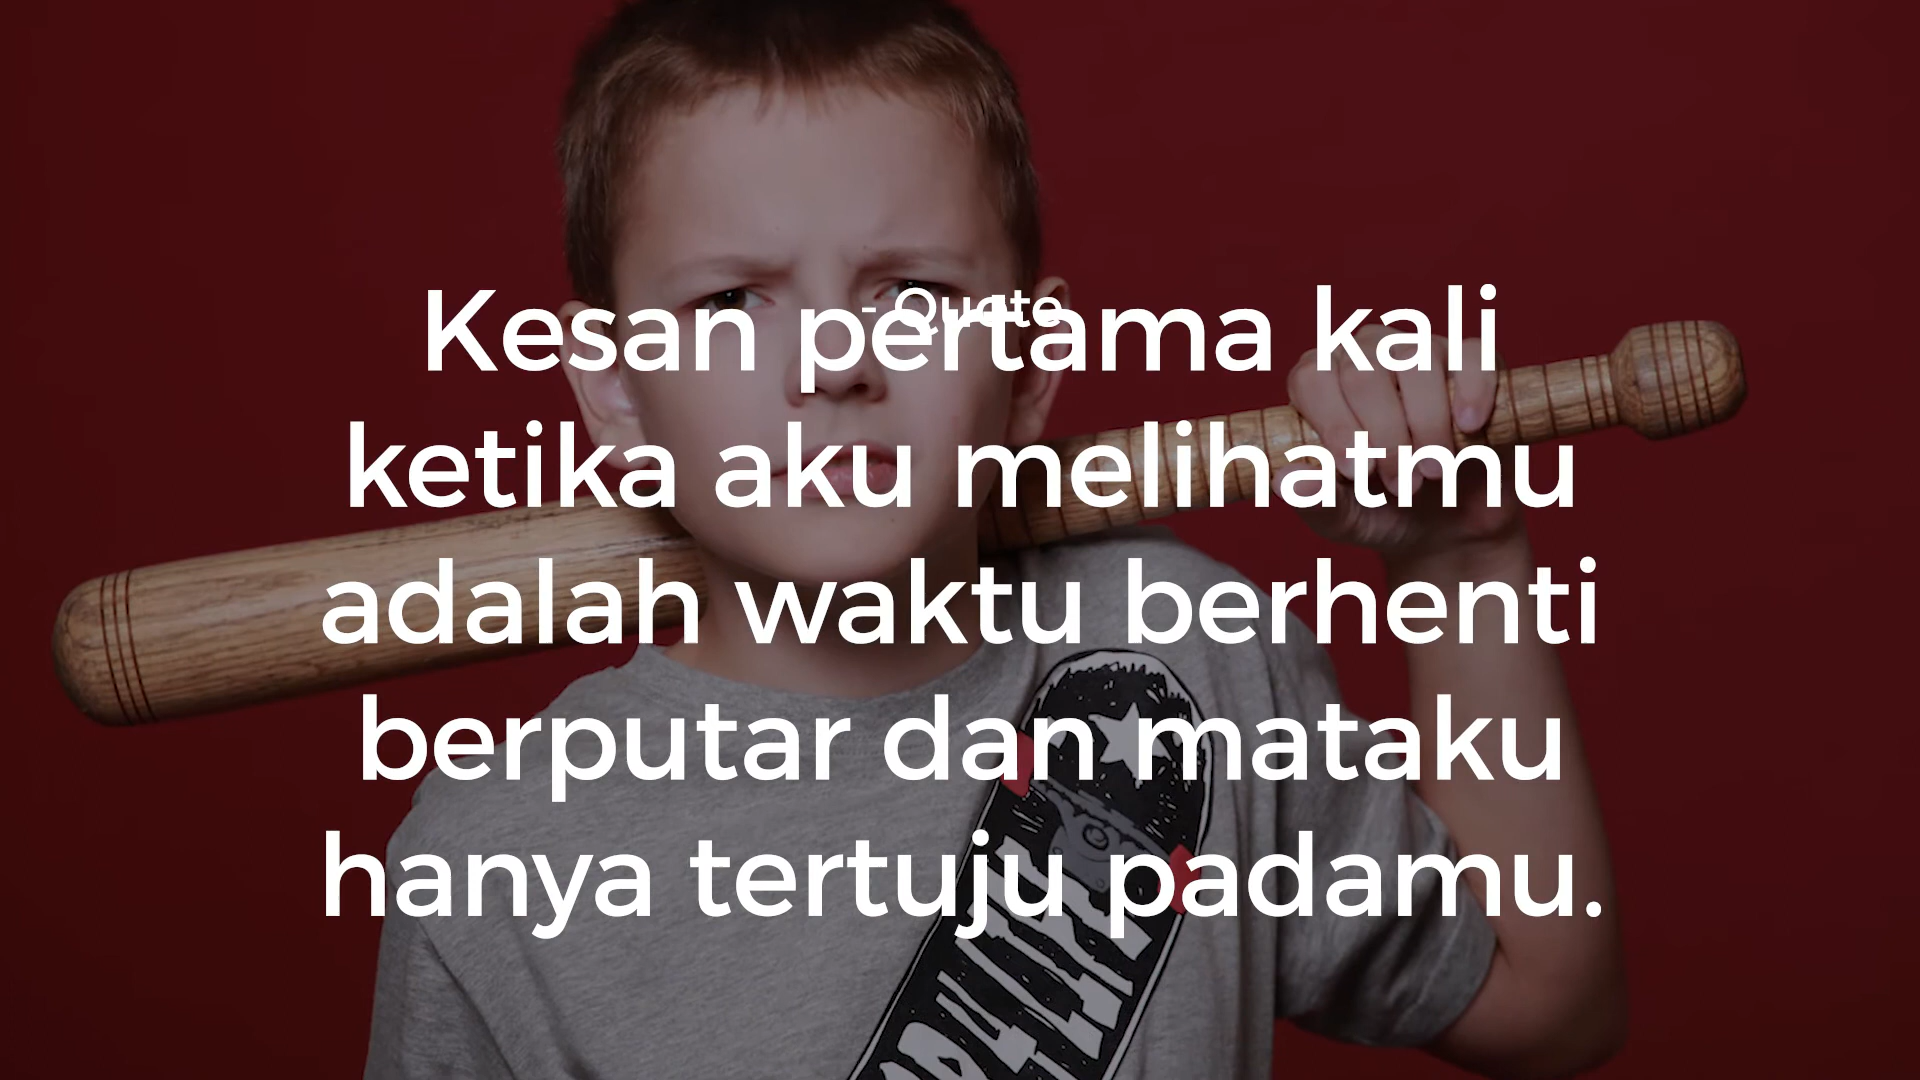 - Quote
Kesan pertama kali
ketika aku melihatmu
adalah waktu berhenti
berputar dan mataku
hanya tertuju padamu.